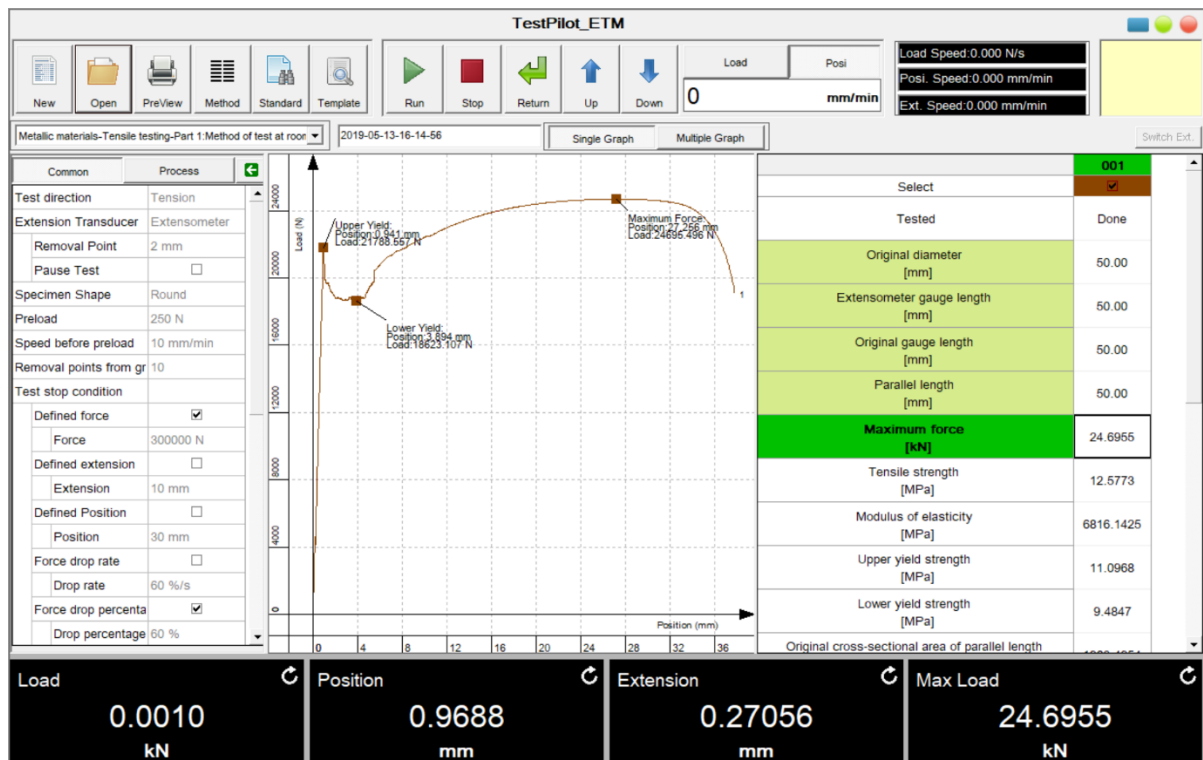 TestPilot_ETM
New
Open
PreView
Method
Standard
Template
Run
Stop
Return
Up
Down
Load
Posi
0
mm/min
Load Speed:0.000 N/s
Posi. Speed:0.000 mm/min
Ext. Speed:0.000 mm/min
Metallic materials-Tensile testing-Part 1:Method of test at roor
2019-05-13-16-14-56
Single Graph
Multiple Graph
Switch Ext.
Common
Process
Test direction Tension
Extension Transducer Extensometer
Removal Point 2 mm
Pause Test
Specimen Shape Round
Preload 250 N
Speed before preload 10 mm/min
Removal points from gr 10
Test stop condition
Defined force
Force 300000 N
Defined extension
Extension 10 mm
Defined Position
Position 30 mm
Force drop rate
Drop rate 60 %/s
Force drop percenta
Drop percentage 60 %
Load (N)
24000
20000
16000
12000
8000
4000
0
Upper Yield:
Position:0.941 mm
Load:21788.557 N
Lower Yield:
Position:3.894 mm
Load:18623.107 N
Maximum Force:
Position:27.256 mm
Load:24695.496 N
1
Position (mm)
0 4 8 12 16 20 24 28 32 36
001
Select
Tested Done
Original diameter
[mm]
50.00
Extensometer gauge length
[mm]
50.00
Original gauge length
[mm]
50.00
Parallel length
[mm]
50.00
Maximum force
[kN]
24.6955
Tensile strength
[MPa]
12.5773
Modulus of elasticity
[MPa]
6816.1425
Upper yield strength
[MPa]
11.0968
Lower yield strength
[MPa]
9.4847
Original cross-sectional area of parallel length
Load
0.0010
kN
Position
0.9688
mm
Extension
0.27056
mm
Max Load
24.6955
kN